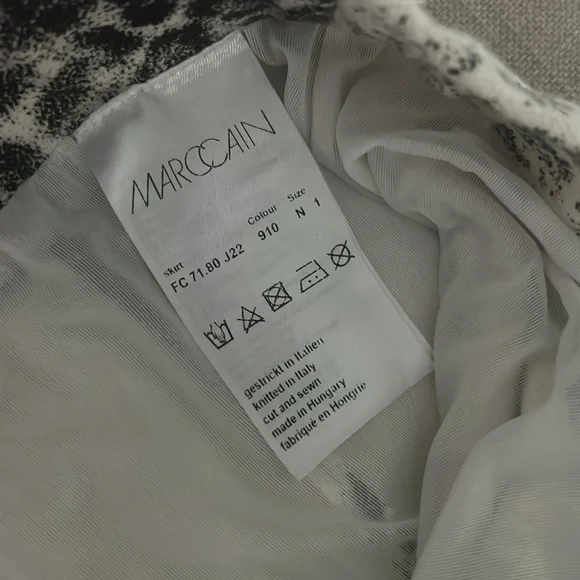 MARCCAIN
Skirt Colour Size
FC 71.80 J22 910 N 1
gestrickt in Italien
knitted in Italy
cut and sewn
made in Hungary
fabriqué en Hongrie